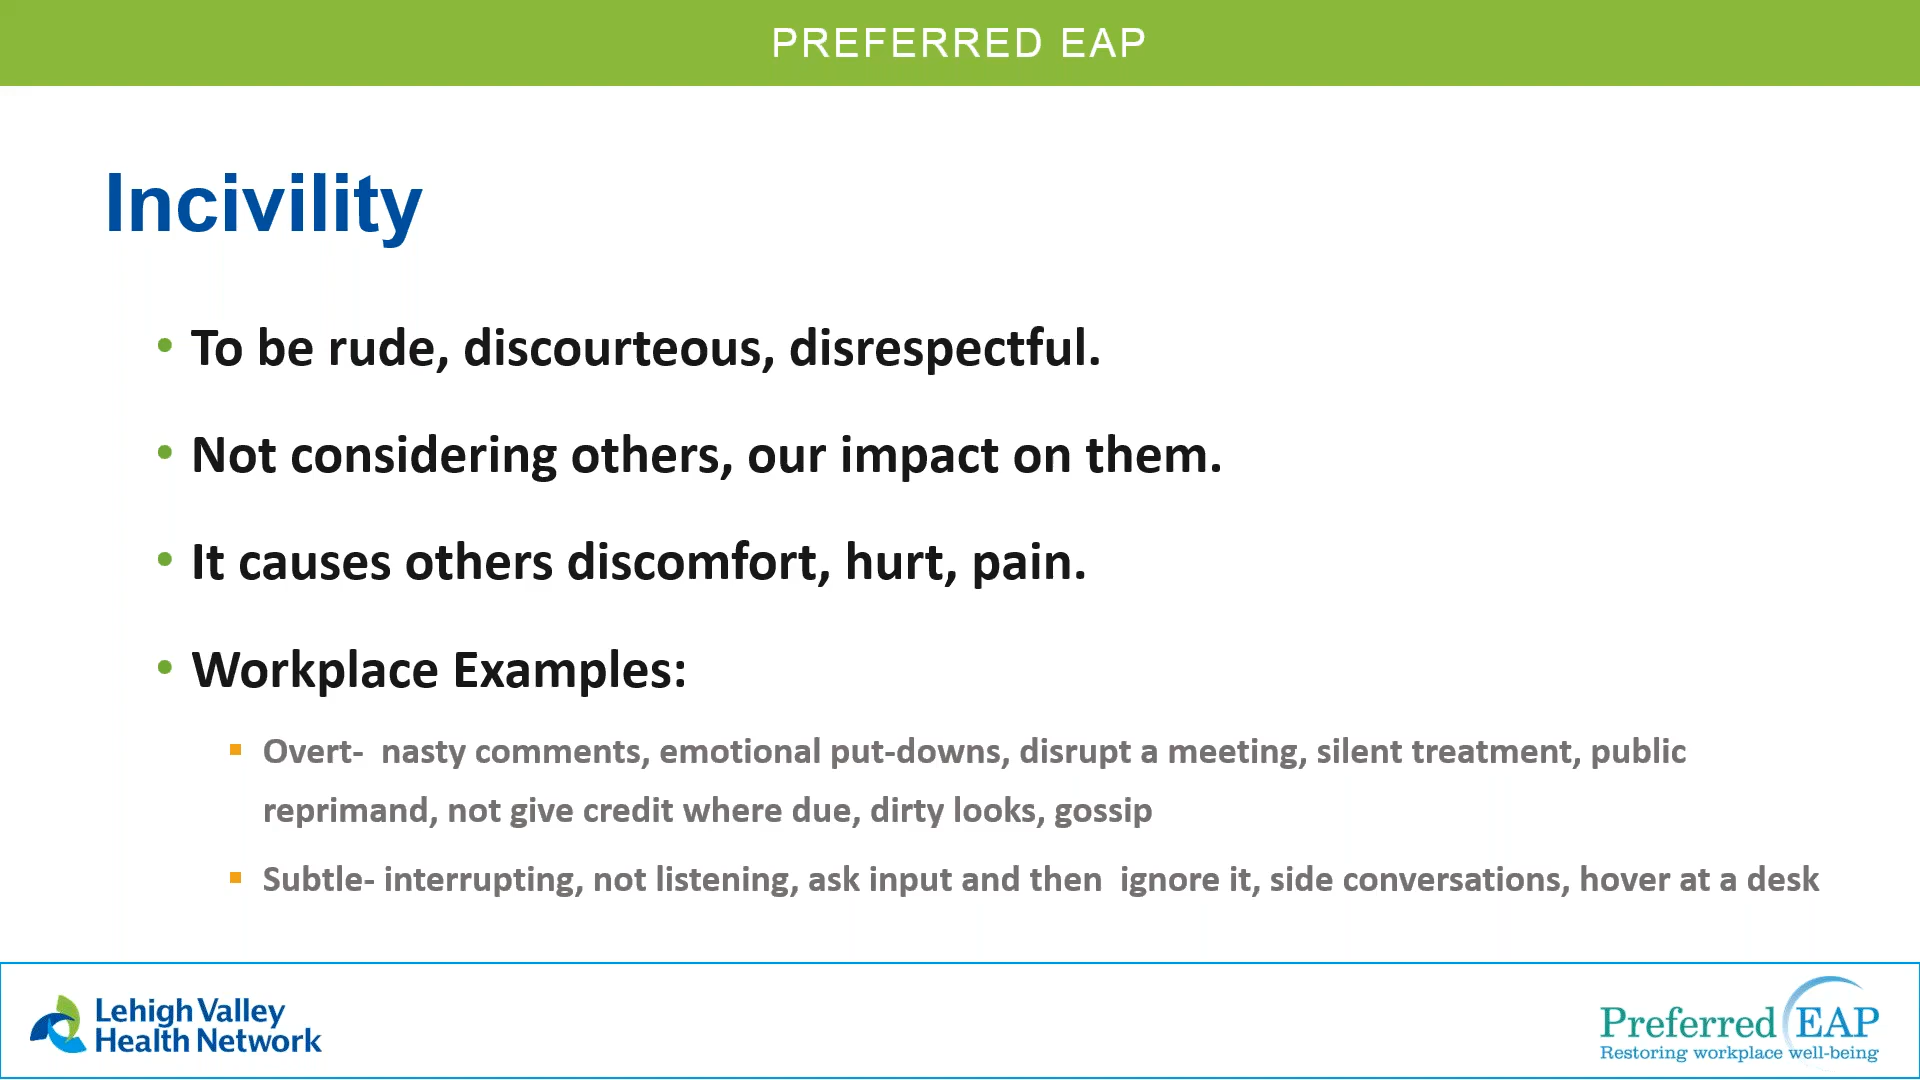 PREFERRED EAP
Incivility
• To be rude, discourteous, disrespectful.
• Not considering others, our impact on them.
• It causes others discomfort, hurt, pain.
• Workplace Examples:
▪ Overt-  nasty comments, emotional put-downs, disrupt a meeting, silent treatment, public
reprimand, not give credit where due, dirty looks, gossip
▪ Subtle- interrupting, not listening, ask input and then  ignore it, side conversations, hover at a desk
Lehigh Valley
Health Network
Preferred EAP
Restoring workplace well-being